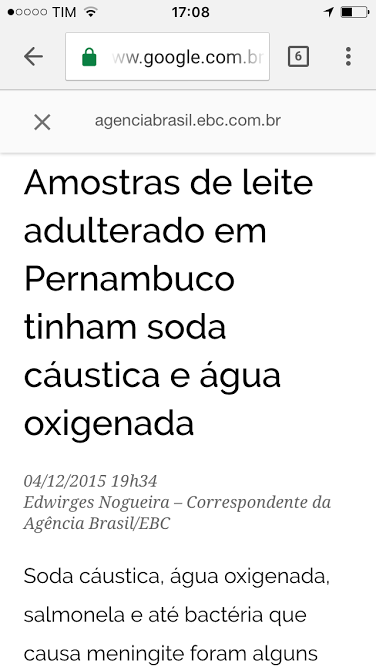 TIM 17:08
ww.google.com.br 6
agenciabrasil.ebc.com.br
Amostras de leite
adulterado em
Pernambuco
tinham soda
cáustica e água
oxigenada
04/12/2015 19h34
Edwirges Nogueira – Correspondente da
Agência Brasil/EBC
Soda cáustica, água oxigenada,
salmonela e até bactéria que
causa meningite foram alguns